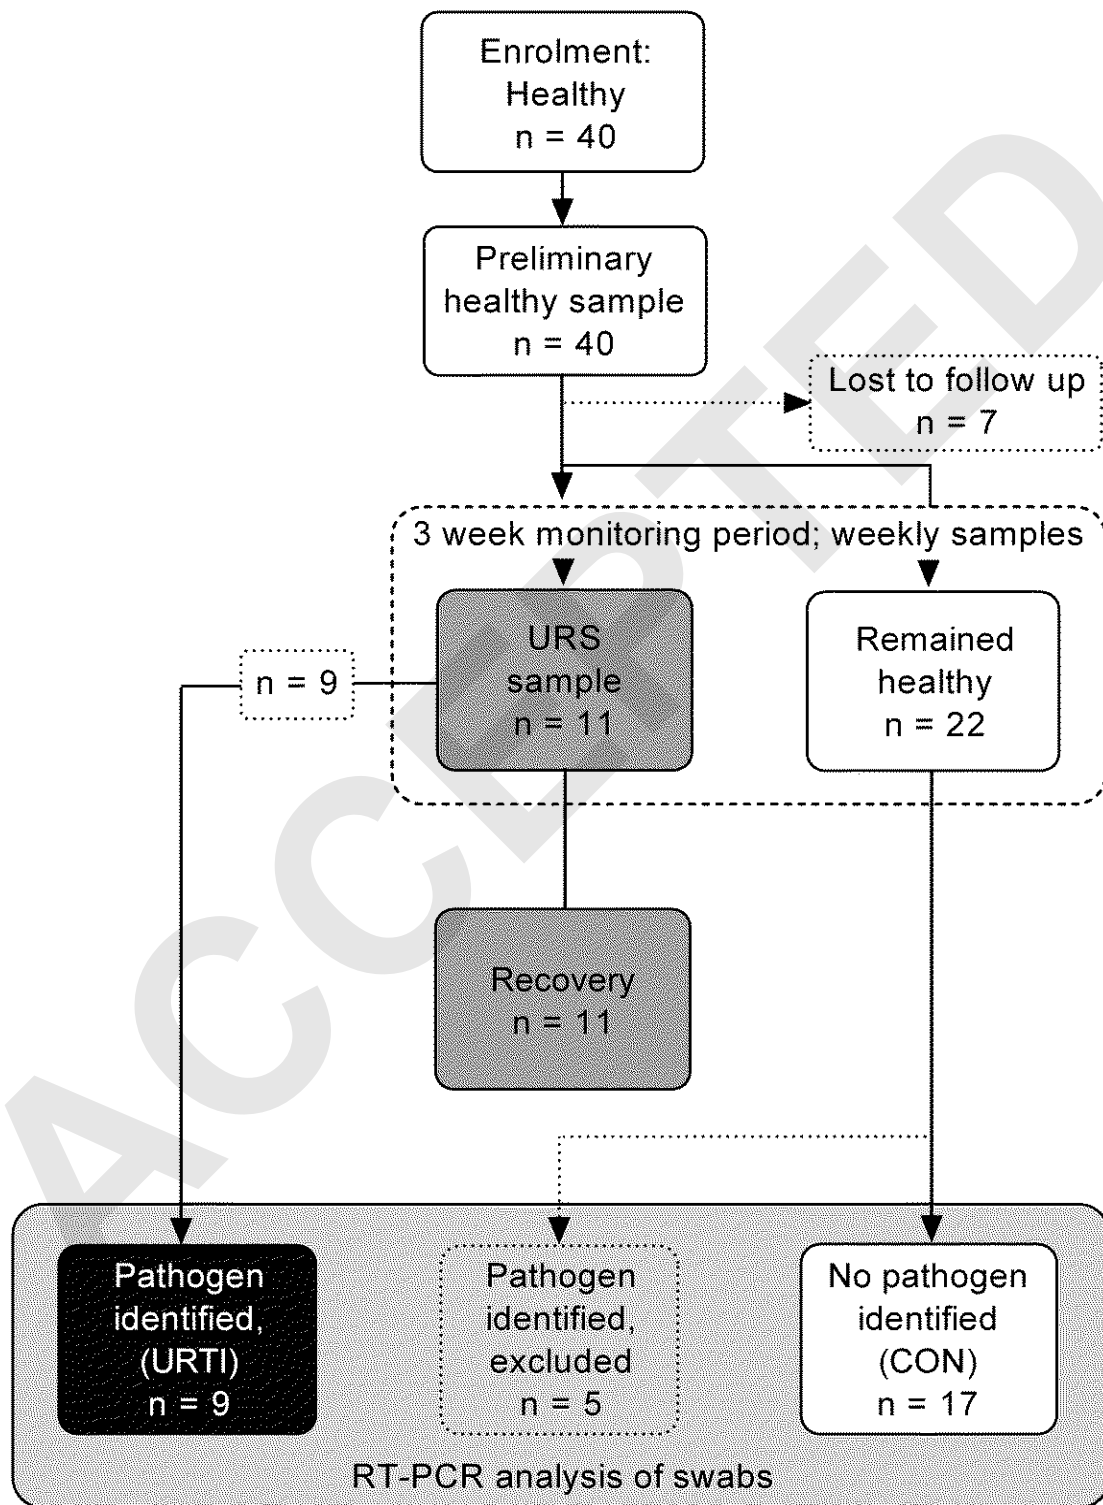 Enrolment:
Healthy
n = 40
Preliminary
healthy sample
n = 40
Lost to follow up
n = 7
3 week monitoring period; weekly samples
URS
sample
n = 11
Remained
healthy
n = 22
n = 9
Recovery
n = 11
Pathogen
identified,
(URTI)
n = 9
Pathogen
identified,
excluded
n = 5
No pathogen
identified
(CON)
n = 17
RT-PCR analysis of swabs
ACCEPTED